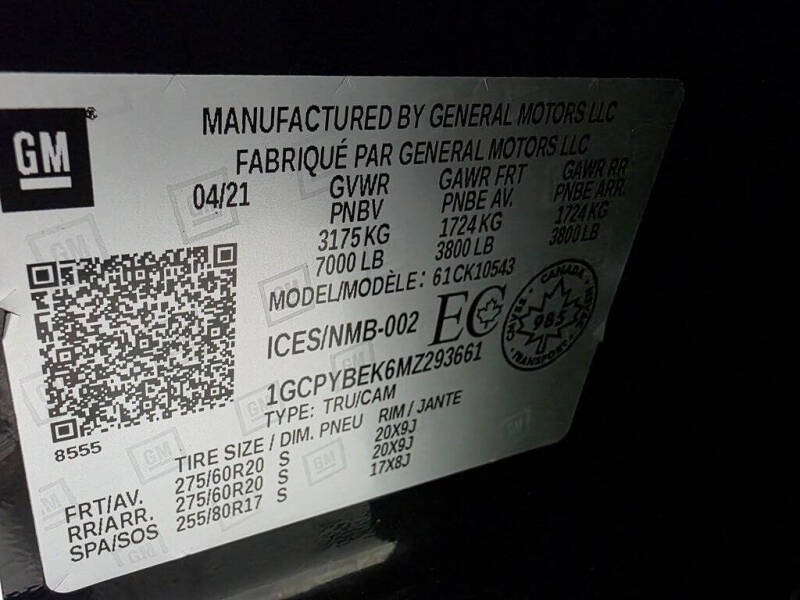 GM
MANUFACTURED BY GENERAL MOTORS LLC
FABRIQUÉ PAR GENERAL MOTORS LLC
04/21
GVWR GAWR FRT GAWR RR
PNBV PNBE AV. PNBE ARR.
3175 KG 1724 KG 1724 KG
7000 LB 3800 LB 3800 LB
MODEL/MODÈLE: 61CK10543
ICES/NMB-002
EC
CANADA
985
TRANSPORT
1GCPYBEK6MZ293661
TYPE: TRU/CAM
8555
TIRE SIZE / DIM. PNEU RIM / JANTE
FRT/AV. 275/60R20 S 20X9J
RR/ARR. 275/60R20 S 20X9J
SPA/SOS 255/80R17 S 17X8J